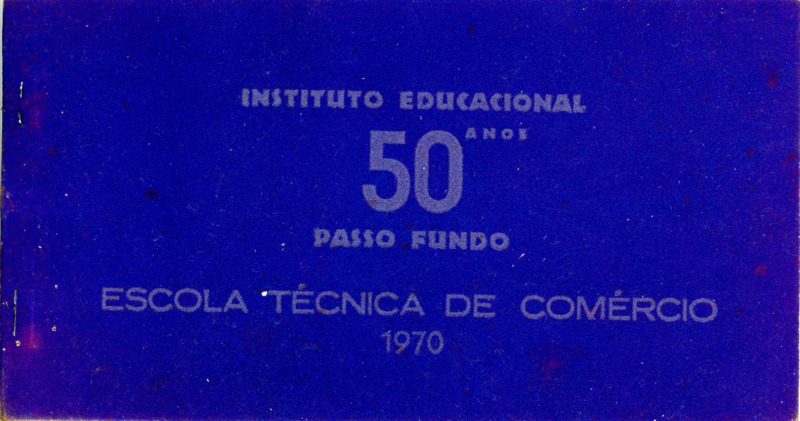 INSTITUTO EDUCACIONAL
50 ANOS
PASSO FUNDO
ESCOLA TÉCNICA DE COMÉRCIO
1970